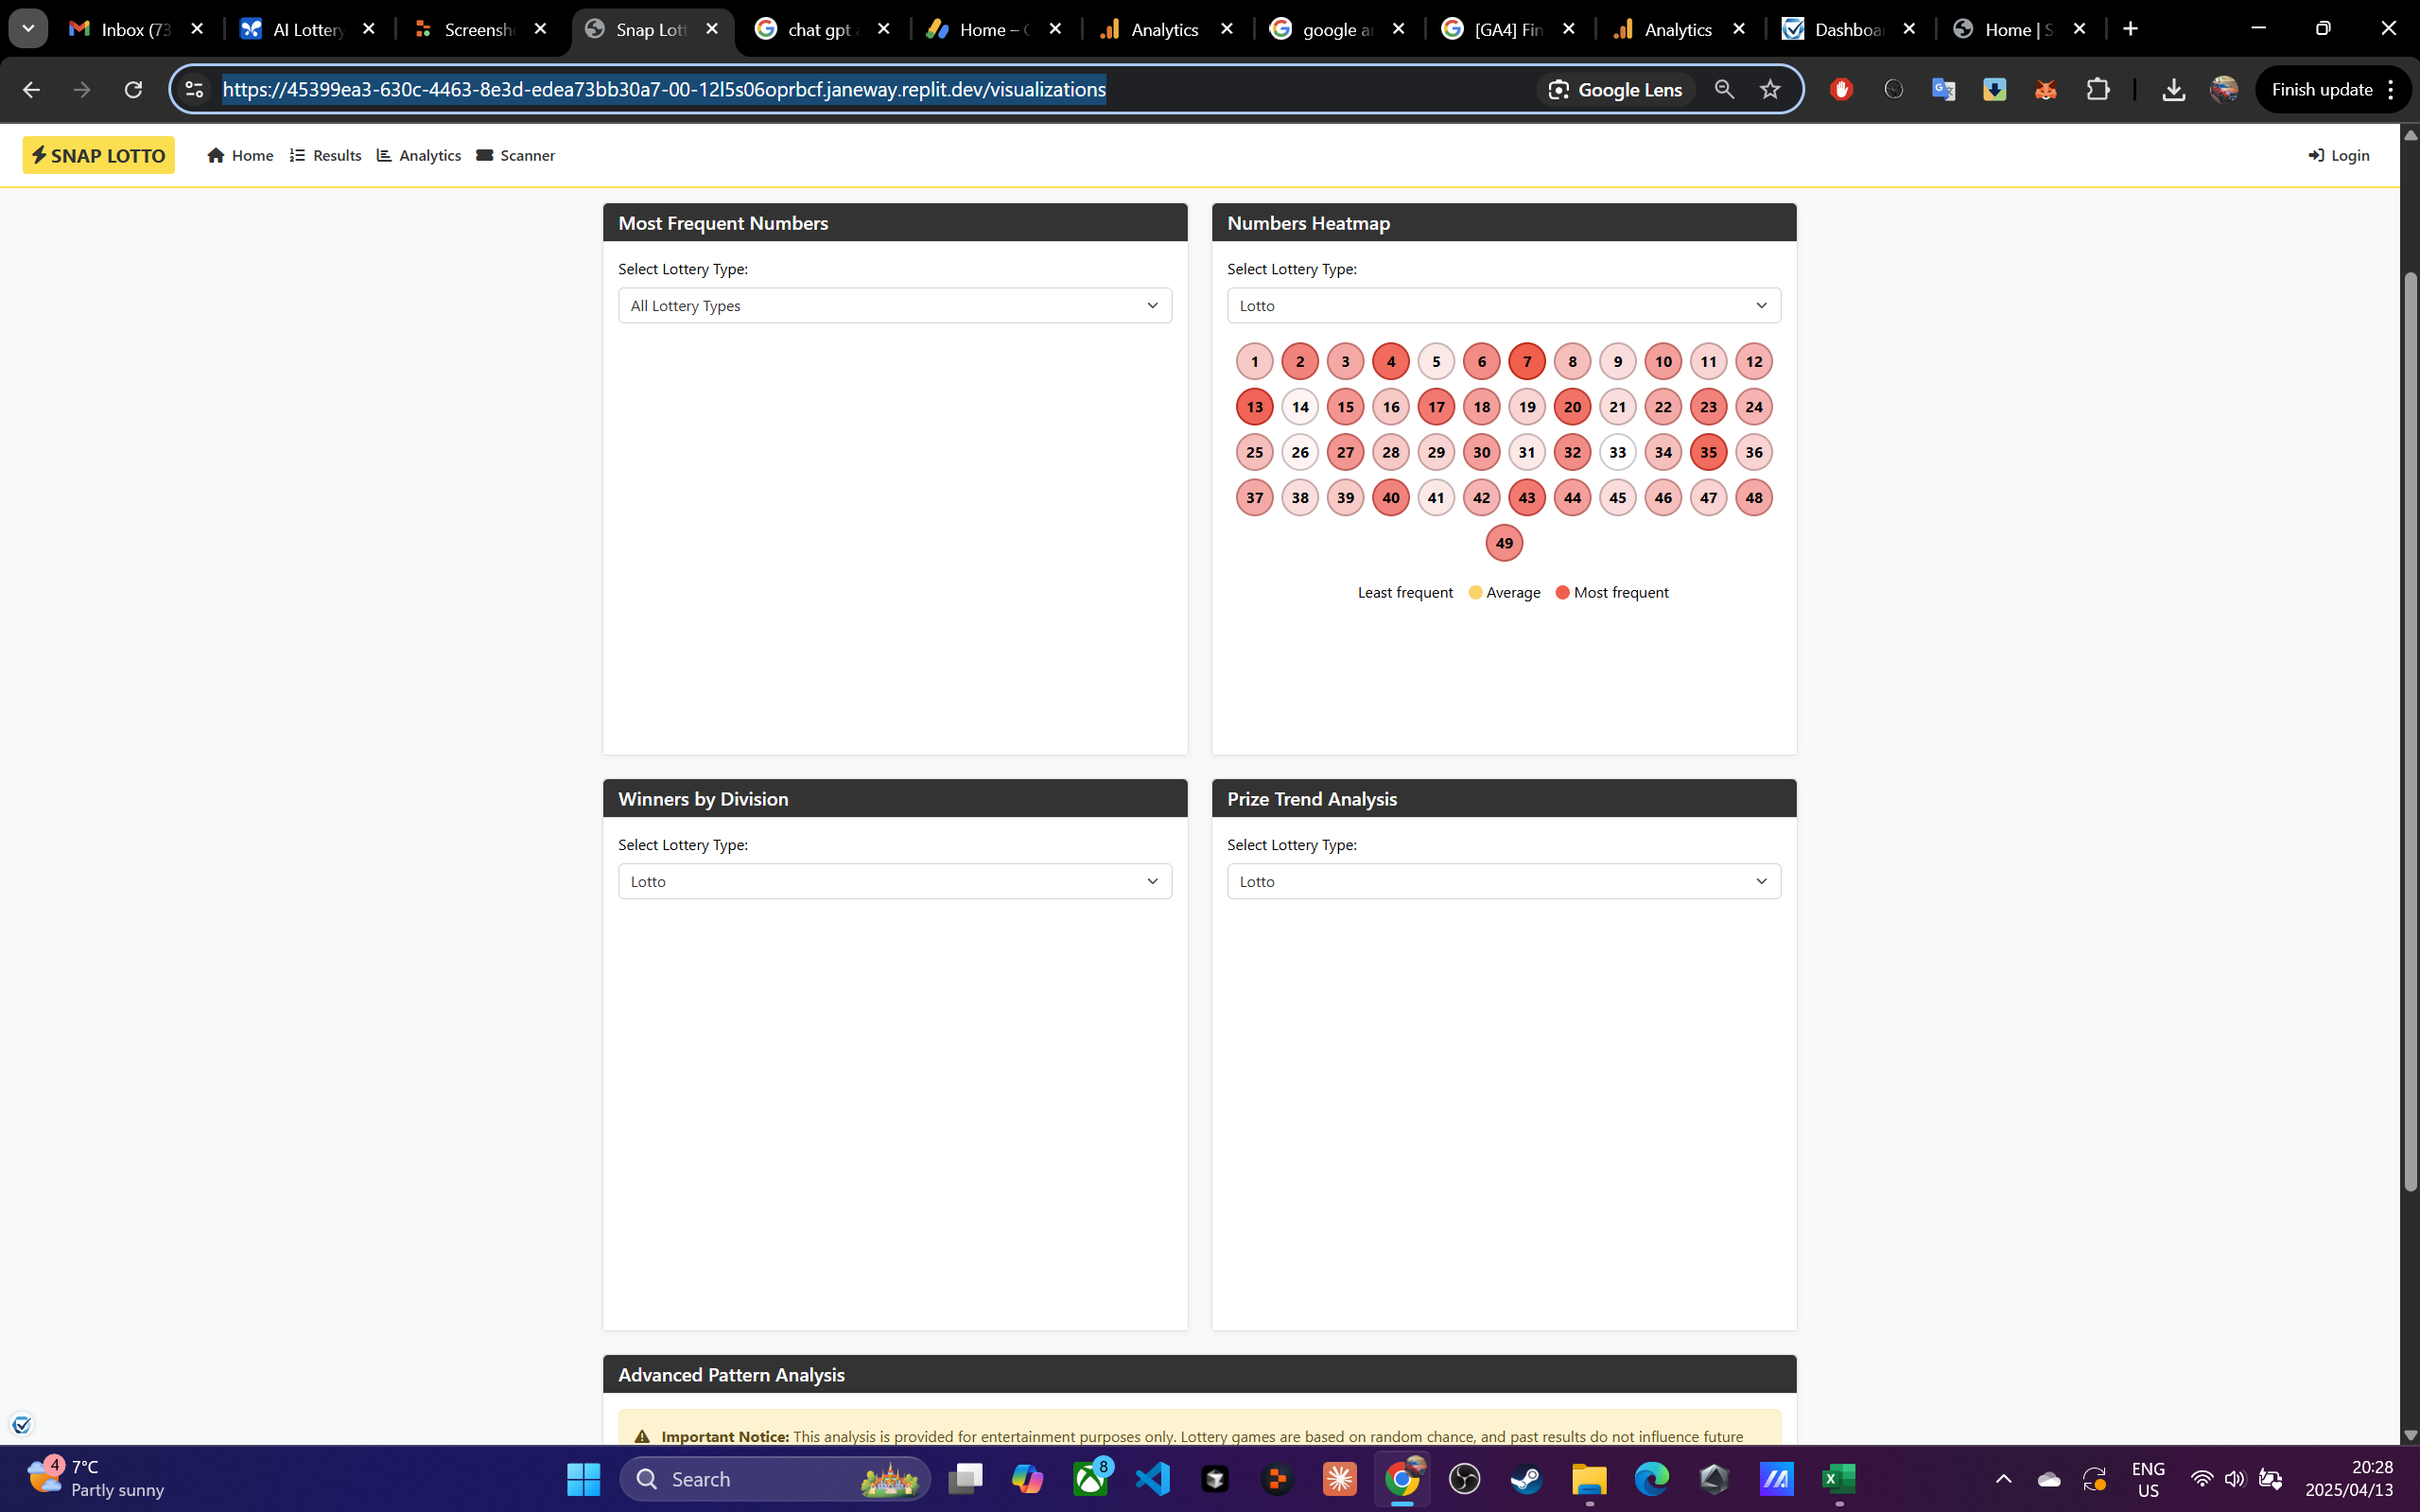 Inbox (73
AI Lottery
Screensh
Snap Lott
chat gpt
Home – G
Analytics
google an
[GA4] Fin
Analytics
Dashboar
Home | S
https://45399ea3-630c-4463-8e3d-edea73bb30a7-00-12l5s06oprbcf.janeway.replit.dev/visualizations
Google Lens
Finish update
SNAP LOTTO
Home
Results
Analytics
Scanner
Login
Most Frequent Numbers
Select Lottery Type:
All Lottery Types
Numbers Heatmap
Select Lottery Type:
Lotto
1 2 3 4 5 6 7 8 9 10 11 12
13 14 15 16 17 18 19 20 21 22 23 24
25 26 27 28 29 30 31 32 33 34 35 36
37 38 39 40 41 42 43 44 45 46 47 48
49
Least frequent Average Most frequent
Winners by Division
Select Lottery Type:
Lotto
Prize Trend Analysis
Select Lottery Type:
Lotto
Advanced Pattern Analysis
Important Notice: This analysis is provided for entertainment purposes only. Lottery games are based on random chance, and past results do not influence future
4
7°C
Partly sunny
Search
8
ENG
US
20:28
2025/04/13